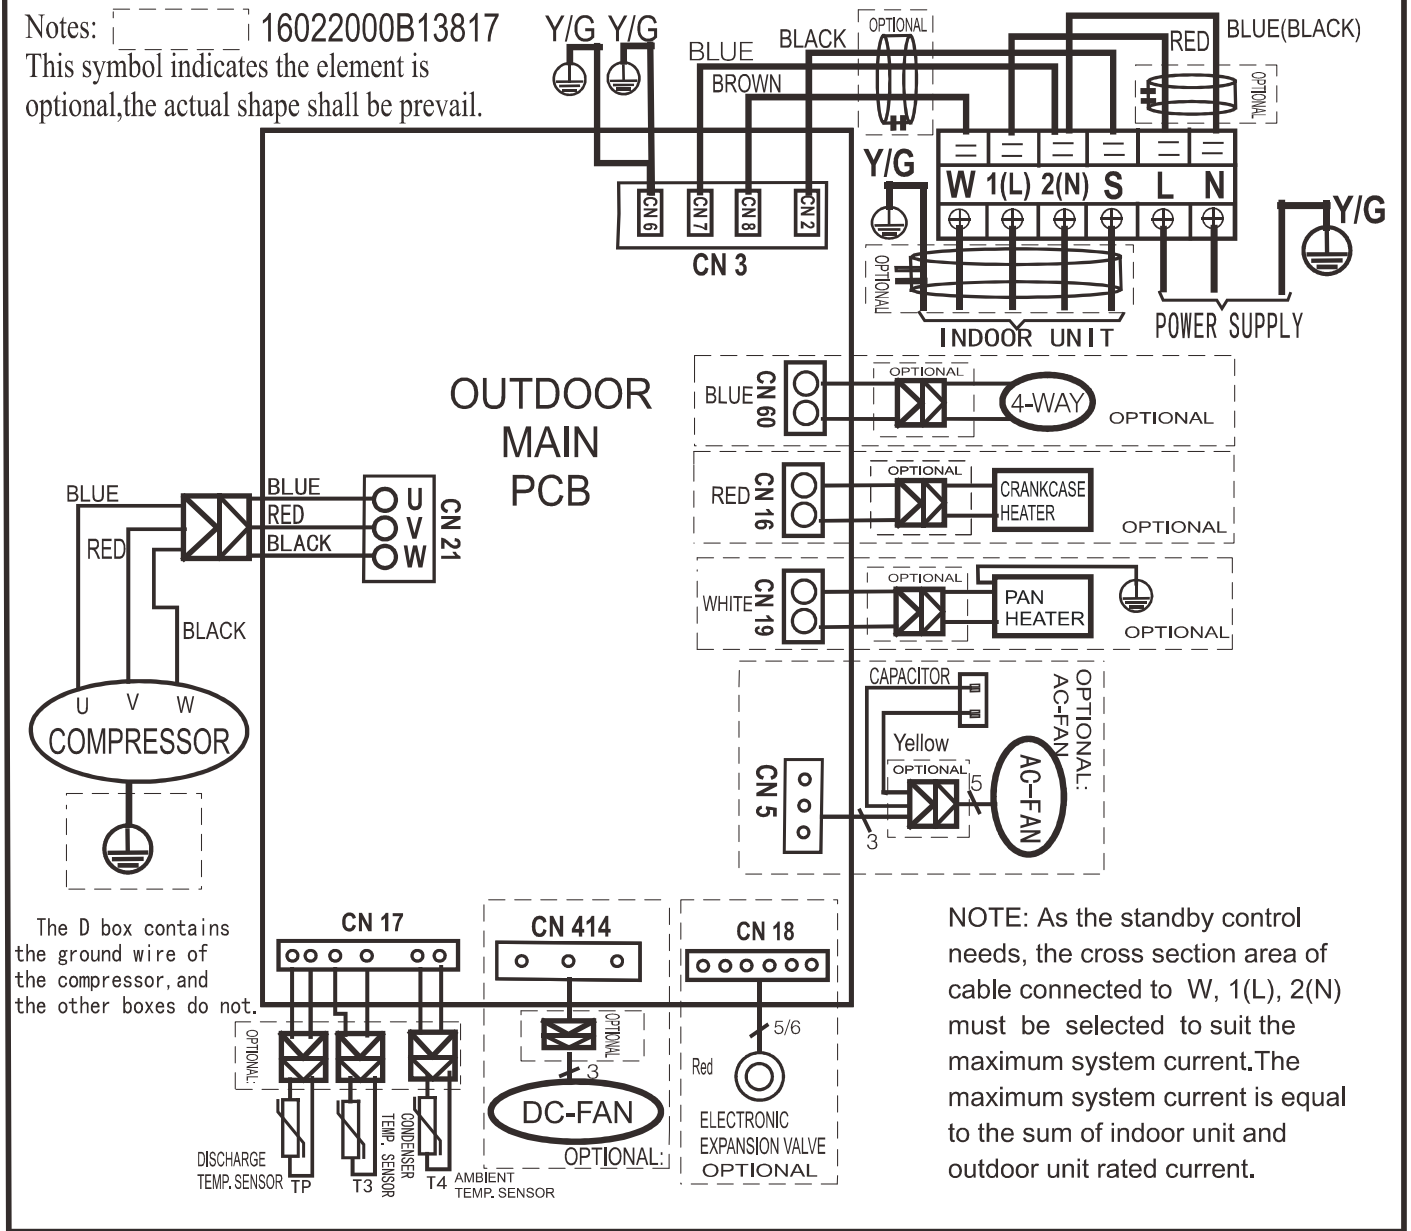 Notes: 16022000B13817
This symbol indicates the element is
optional,the actual shape shall be prevail.
Y/G Y/G
BLUE
BLACK
BROWN
OPTIONAL
RED
BLUE(BLACK)
OPTIONAL
Y/G
W 1(L) 2(N) S L N
Y/G
CN 6
CN 7
CN 8
CN 2
CN 3
OPTIONAL
INDOOR UNIT
POWER SUPPLY
OUTDOOR
MAIN
PCB
BLUE
CN 60
OPTIONAL
4-WAY
OPTIONAL
RED
CN 16
OPTIONAL
CRANKCASE
HEATER
OPTIONAL
WHITE
CN 19
OPTIONAL
PAN
HEATER
OPTIONAL
BLUE
RED
BLACK
BLUE
RED
BLACK
U
V
W
CN 21
U V W
COMPRESSOR
CAPACITOR
OPTIONAL:
AC-FAN
Yellow
OPTIONAL
CN 5
3
5
AC-FAN
The D box contains
the ground wire of
the compressor,and
the other boxes do not.
CN 17
OPTIONAL:
DISCHARGE
TEMP. SENSOR
TP
T3
CONDENSER
TEMP. SENSOR
T4
AMBIENT
TEMP. SENSOR
CN 414
OPTIONAL
3
DC-FAN
OPTIONAL:
CN 18
5/6
Red
ELECTRONIC
EXPANSION VALVE
OPTIONAL
NOTE: As the standby control
needs, the cross section area of
cable connected to W, 1(L), 2(N)
must be selected to suit the
maximum system current.The
maximum system current is equal
to the sum of indoor unit and
outdoor unit rated current.